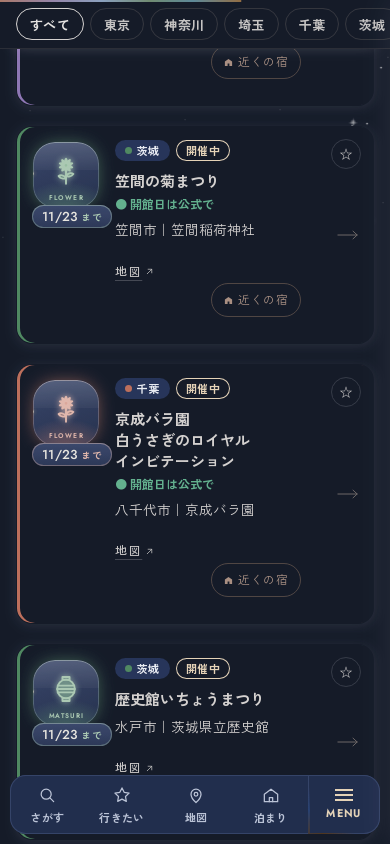 すべて 東京 神奈川 埼玉 千葉 茨城
近くの宿
茨城 開催中
笠間の菊まつり
開館日は公式で
笠間市｜笠間稲荷神社
FLOWER
11/23 まで
地図 ↗
近くの宿
千葉 開催中
京成バラ園
白うさぎのロイヤル
インビテーション
開館日は公式で
八千代市｜京成バラ園
FLOWER
11/23 まで
地図 ↗
近くの宿
茨城 開催中
歴史館いちょうまつり
水戸市｜茨城県立歴史館
MATSURI
11/23 まで
地図 ↗
さがす 行きたい 地図 泊まり MENU